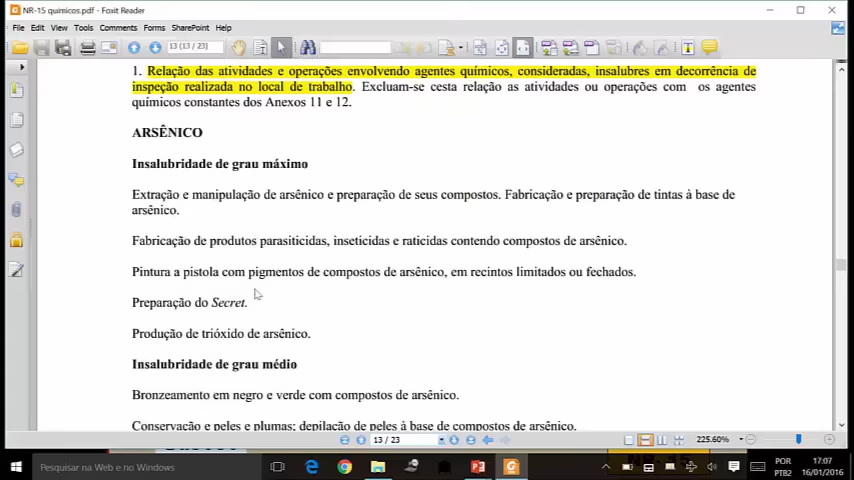 NR-15 quimicos.pdf - Foxit Reader
File Edit View Tools Comments Forms SharePoint Help
13 (13 / 23)
1. Relação das atividades e operações envolvendo agentes químicos, consideradas, insalubres em decorrência de
inspeção realizada no local de trabalho. Excluam-se cesta relação as atividades ou operações com os agentes
químicos constantes dos Anexos 11 e 12.
ARSÊNICO
Insalubridade de grau máximo
Extração e manipulação de arsênico e preparação de seus compostos. Fabricação e preparação de tintas à base de
arsênico.
Fabricação de produtos parasiticidas, inseticidas e raticidas contendo compostos de arsênico.
Pintura a pistola com pigmentos de compostos de arsênico, em recintos limitados ou fechados.
Preparação do Secret.
Produção de trióxido de arsênico.
Insalubridade de grau médio
Bronzeamento em negro e verde com compostos de arsênico.
Conservação e peles e plumas; depilação de peles à base de compostos de arsênico.
13 / 23
225.60%
Pesquisar na Web e no Windows
POR
PTB2
17:07
16/01/2016